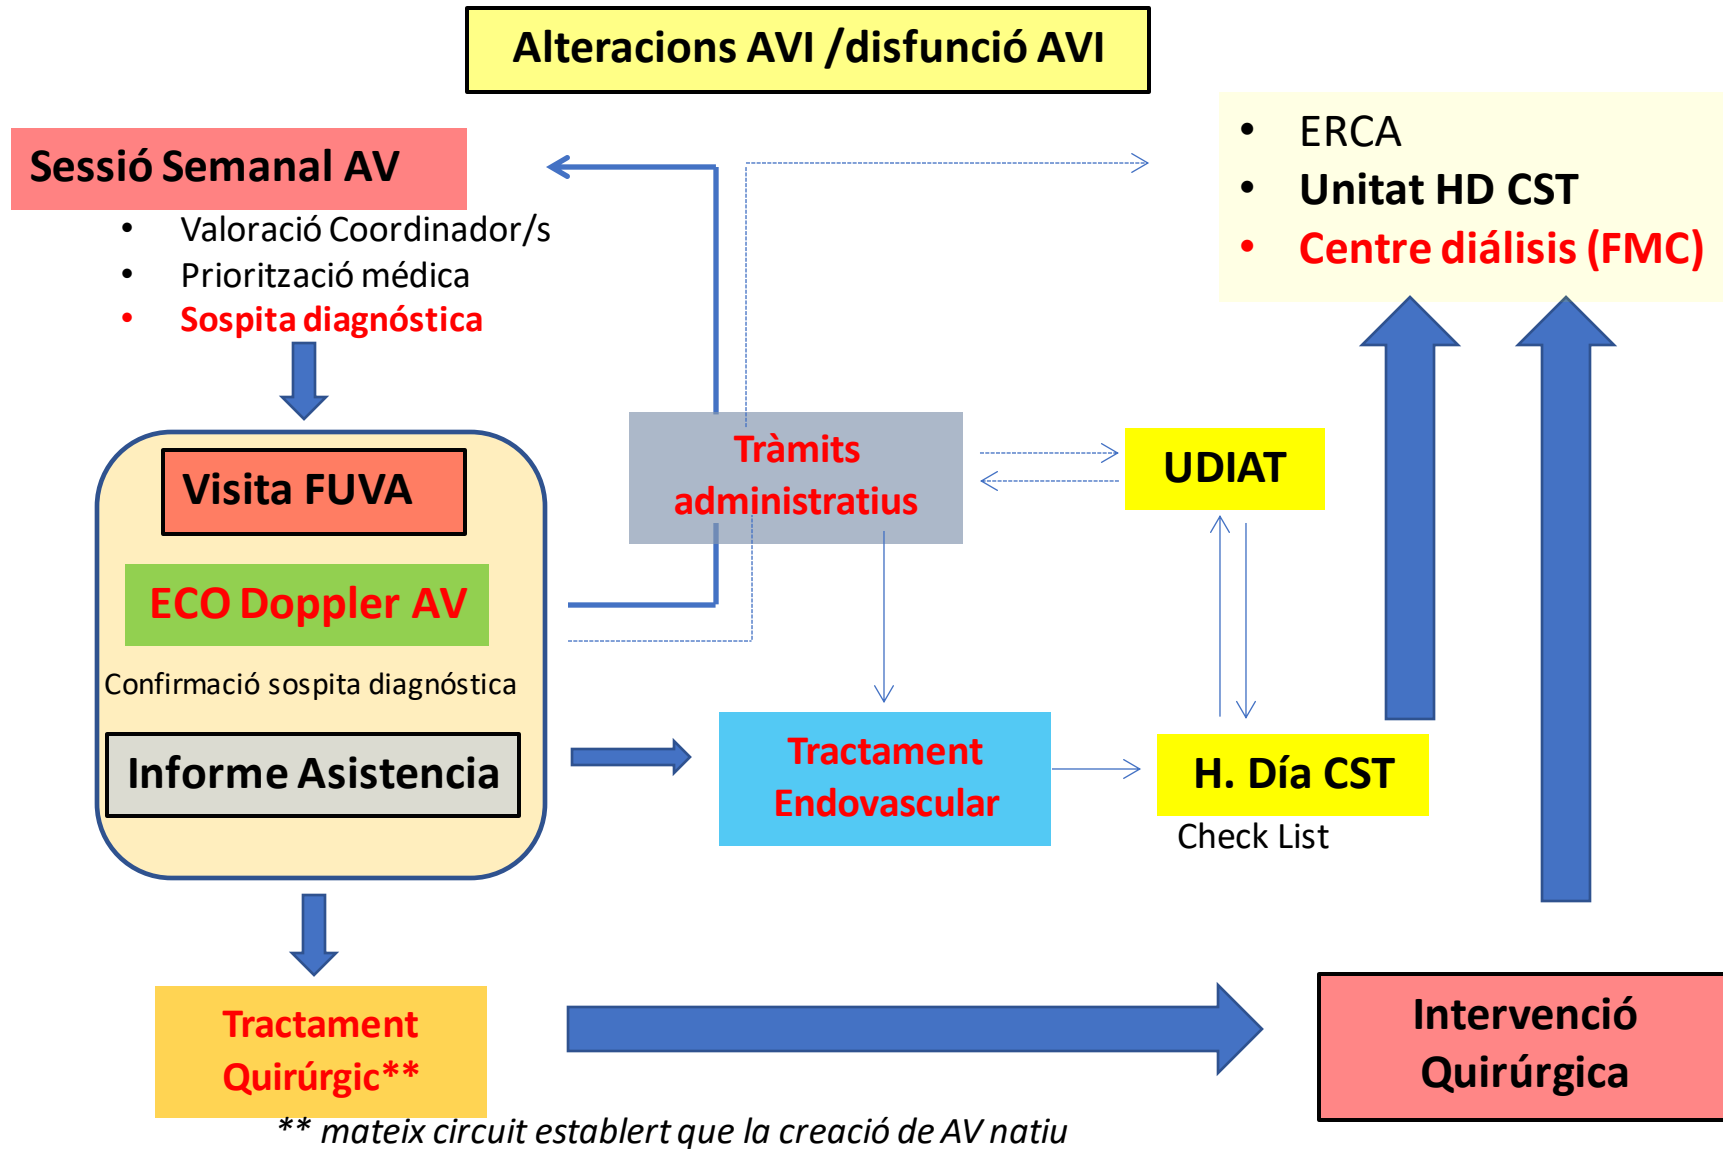 Alteracions AVI /disfunció AVI
Sessió Semanal AV
• Valoració Coordinador/s
• Priorització médica
• Sospita diagnóstica
• ERCA
• Unitat HD CST
• Centre diálisis (FMC)
Visita FUVA
ECO Doppler AV
Confirmació sospita diagnóstica
Informe Asistencia
Tràmits
administratius
UDIAT
Tractament
Endovascular
H. Día CST
Check List
Tractament
Quirúrgic**
Intervenció
Quirúrgica
** mateix circuit establert que la creació de AV natiu